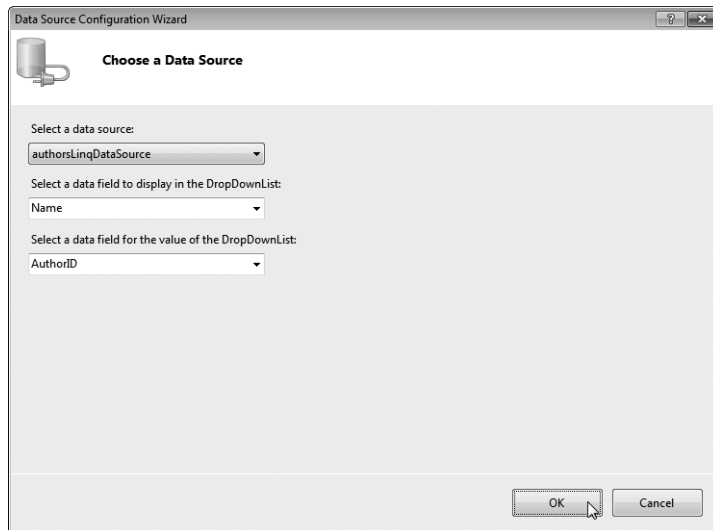 Data Source Configuration Wizard
Choose a Data Source
Select a data source:
authorsLinqDataSource
Select a data field to display in the DropDownList:
Name
Select a data field for the value of the DropDownList:
AuthorID
OK
Cancel